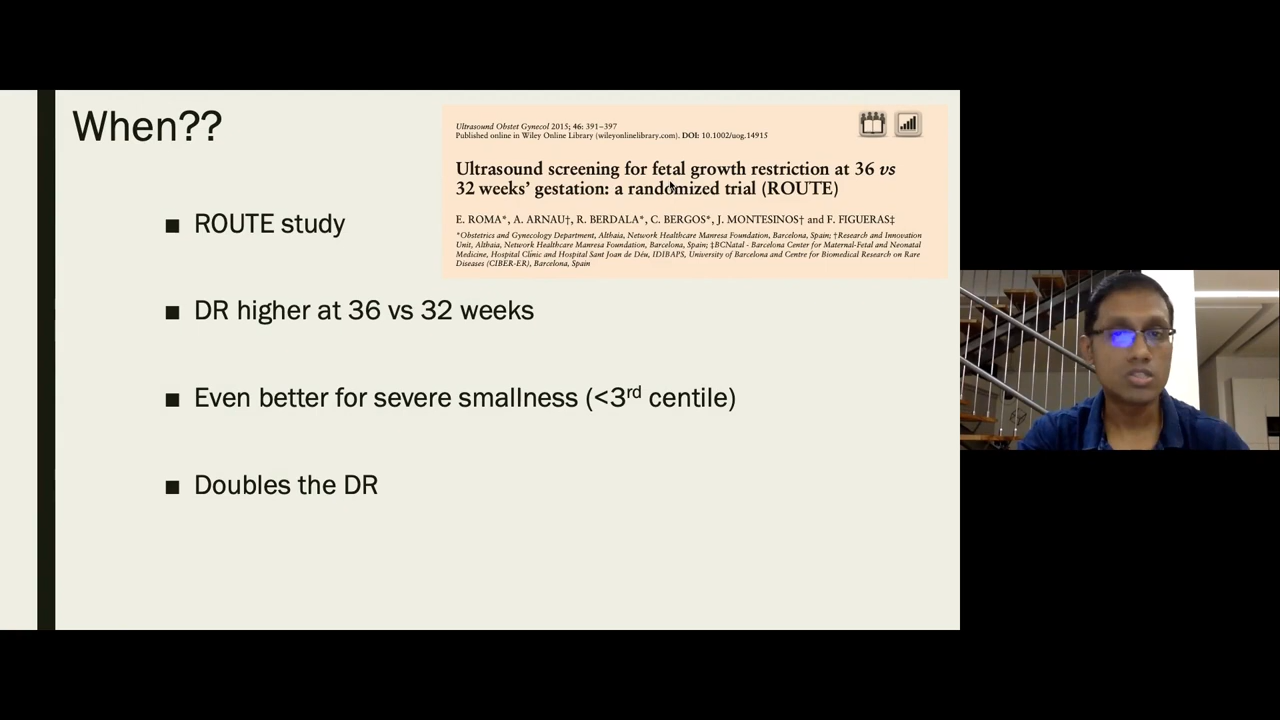 When??
Ultrasound Obstet Gynecol 2015; 46: 391–397
Published online in Wiley Online Library (wileyonlinelibrary.com). DOI: 10.1002/uog.14915
Ultrasound screening for fetal growth restriction at 36 vs
32 weeks’ gestation: a randomized trial (ROUTE)
E. ROMA*, A. ARNAU†, R. BERDALA*, C. BERGOS*, J. MONTESINOS† and F. FIGUERAS‡
*Obstetrics and Gynecology Department, Althaia, Network Healthcare Manresa Foundation, Barcelona, Spain; †Research and Innovation
Unit, Althaia, Network Healthcare Manresa Foundation, Barcelona, Spain; ‡BCNatal - Barcelona Center for Maternal-Fetal and Neonatal
Medicine, Hospital Clinic and Hospital Sant Joan de Déu, IDIBAPS, University of Barcelona and Centre for Biomedical Research on Rare
Diseases (CIBER-ER), Barcelona, Spain
■ ROUTE study
■ DR higher at 36 vs 32 weeks
■ Even better for severe smallness (<3rd centile)
■ Doubles the DR